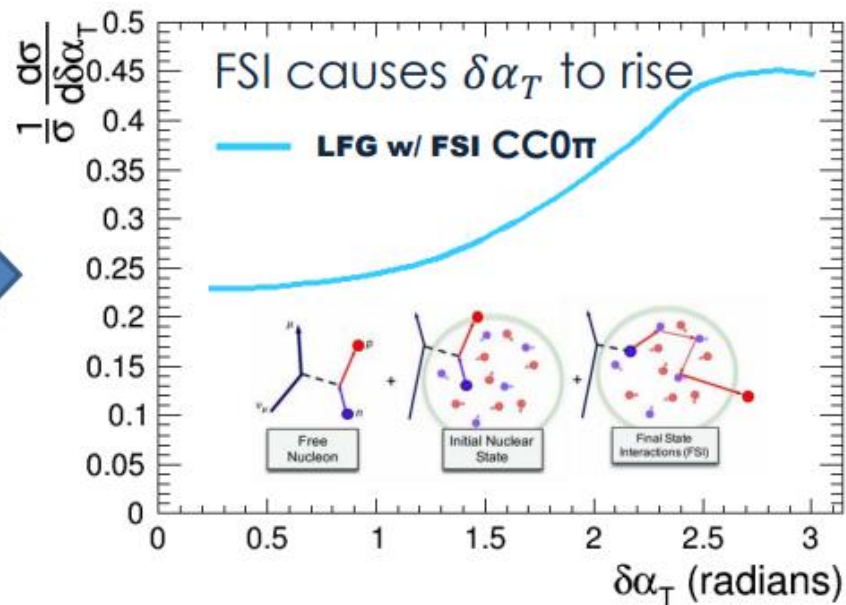 1/σ dσ/dδα_T
0.5
FSI causes δα_T to rise
0.45
LFG w/ FSI CC0π
0.4
0.35
0.3
0.25
0.2
0.15
0.1
0.05
0
μ
p
ν_μ
n
+
+
Free
Nucleon
Initial Nuclear
State
Final State
Interactions (FSI)
0 0.5 1 1.5 2 2.5 3
δα_T (radians)